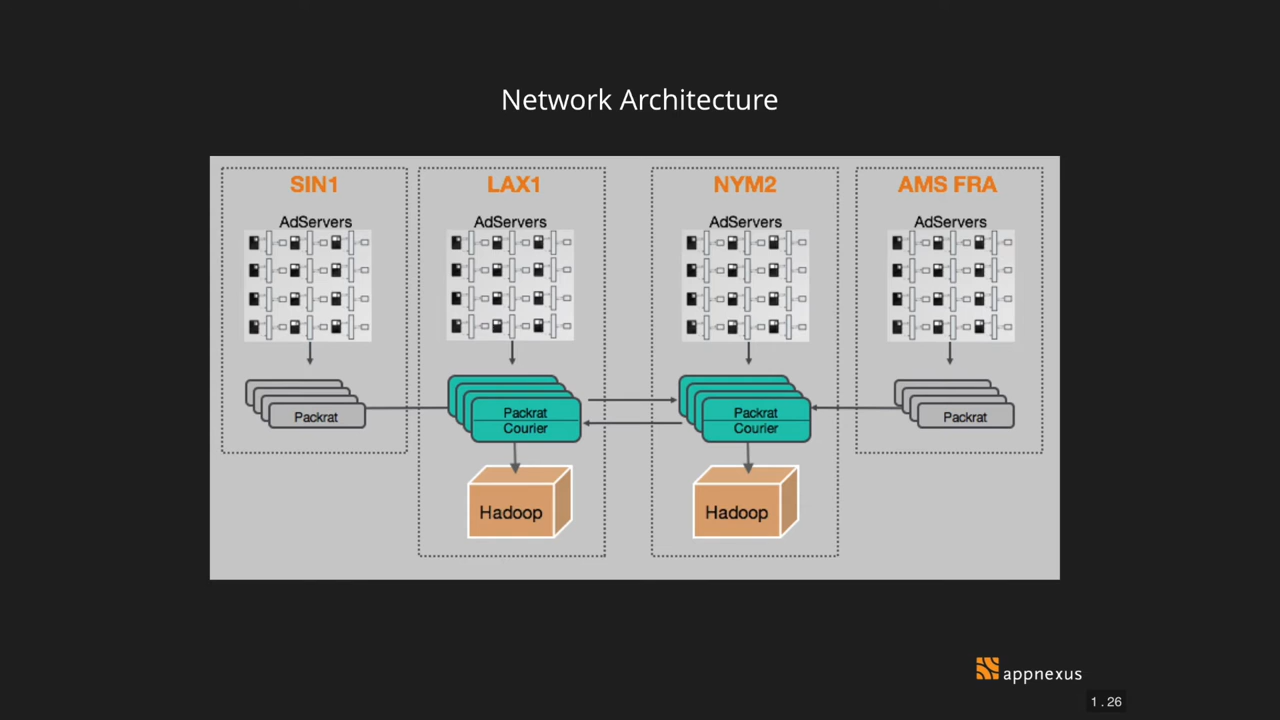 Network Architecture
SIN1
LAX1
NYM2
AMS FRA
AdServers
AdServers
AdServers
AdServers
Packrat
Packrat
Courier
Packrat
Courier
Packrat
Hadoop
Hadoop
appnexus
1 . 26